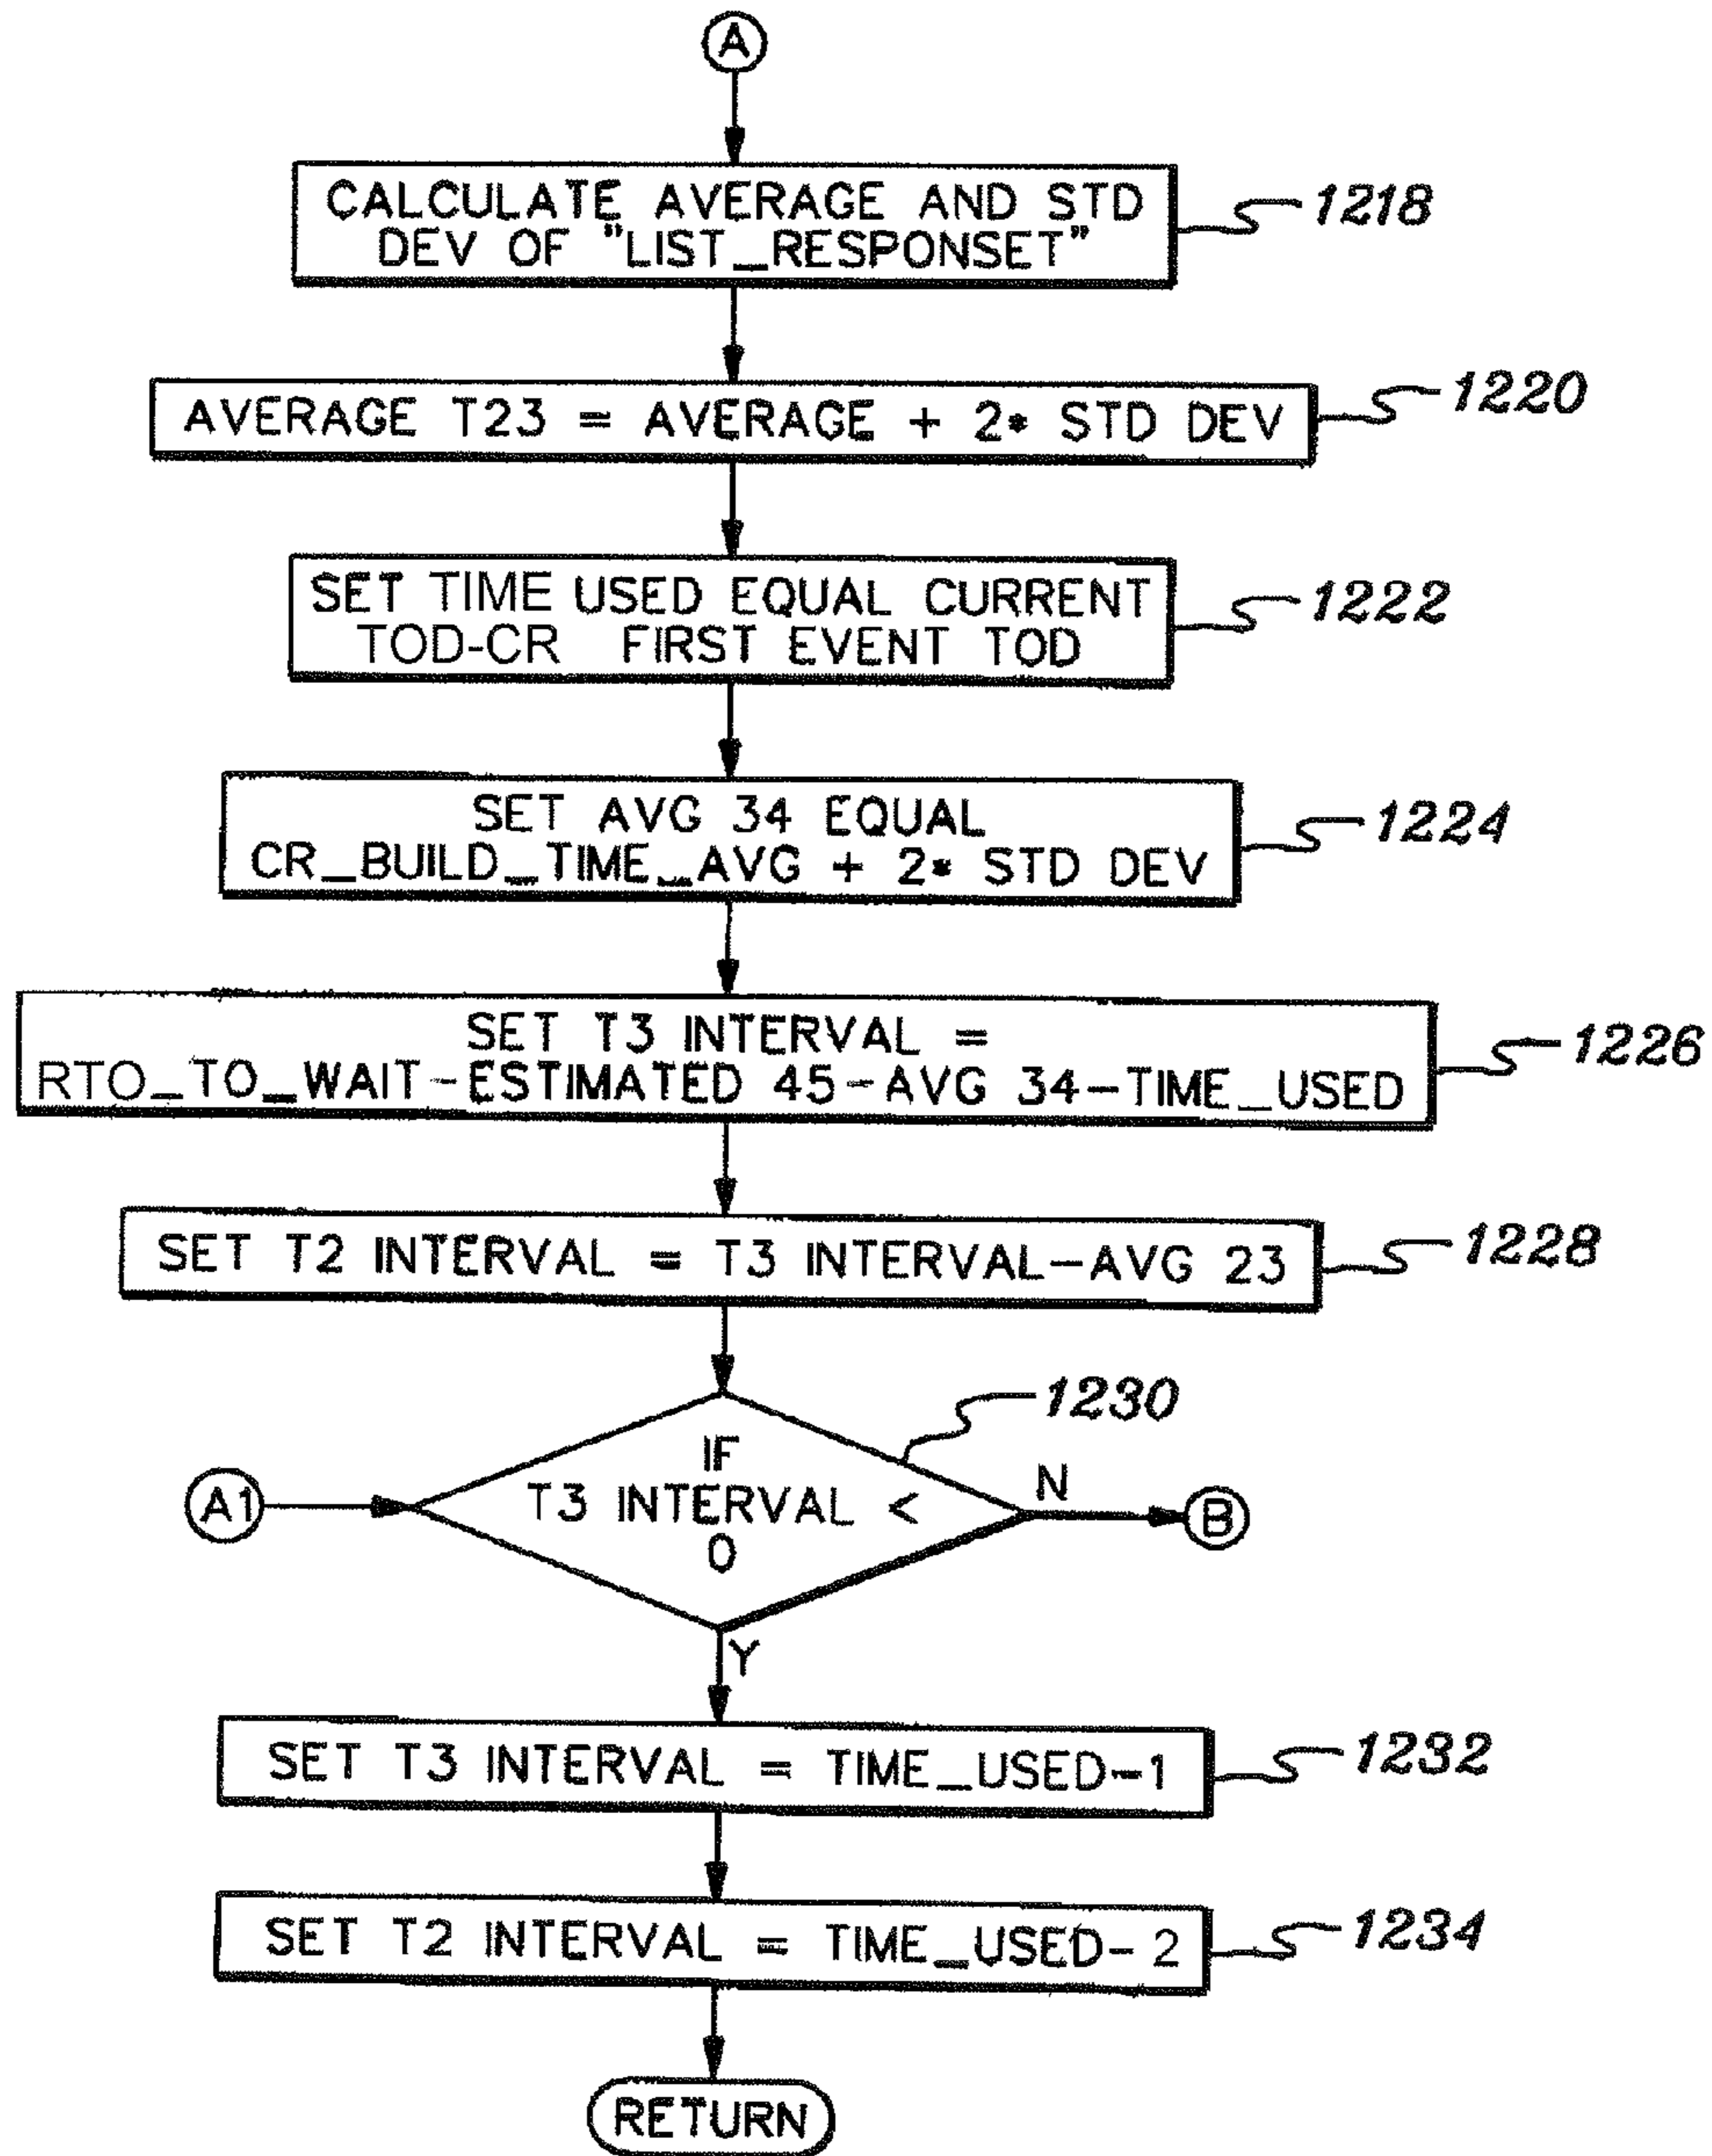 A
CALCULATE AVERAGE AND STD
DEV OF "LIST_RESPONSET"
1218
AVERAGE T23 = AVERAGE + 2* STD DEV
1220
SET TIME USED EQUAL CURRENT
TOD-CR FIRST EVENT TOD
1222
SET AVG 34 EQUAL
CR_BUILD_TIME_AVG + 2* STD DEV
1224
SET T3 INTERVAL =
RTO_TO_WAIT-ESTIMATED 45-AVG 34-TIME_USED
1226
SET T2 INTERVAL = T3 INTERVAL-AVG 23
1228
1230
A1
IF
T3 INTERVAL <
0
N
B
Y
SET T3 INTERVAL = TIME_USED-1
1232
SET T2 INTERVAL = TIME_USED-2
1234
RETURN